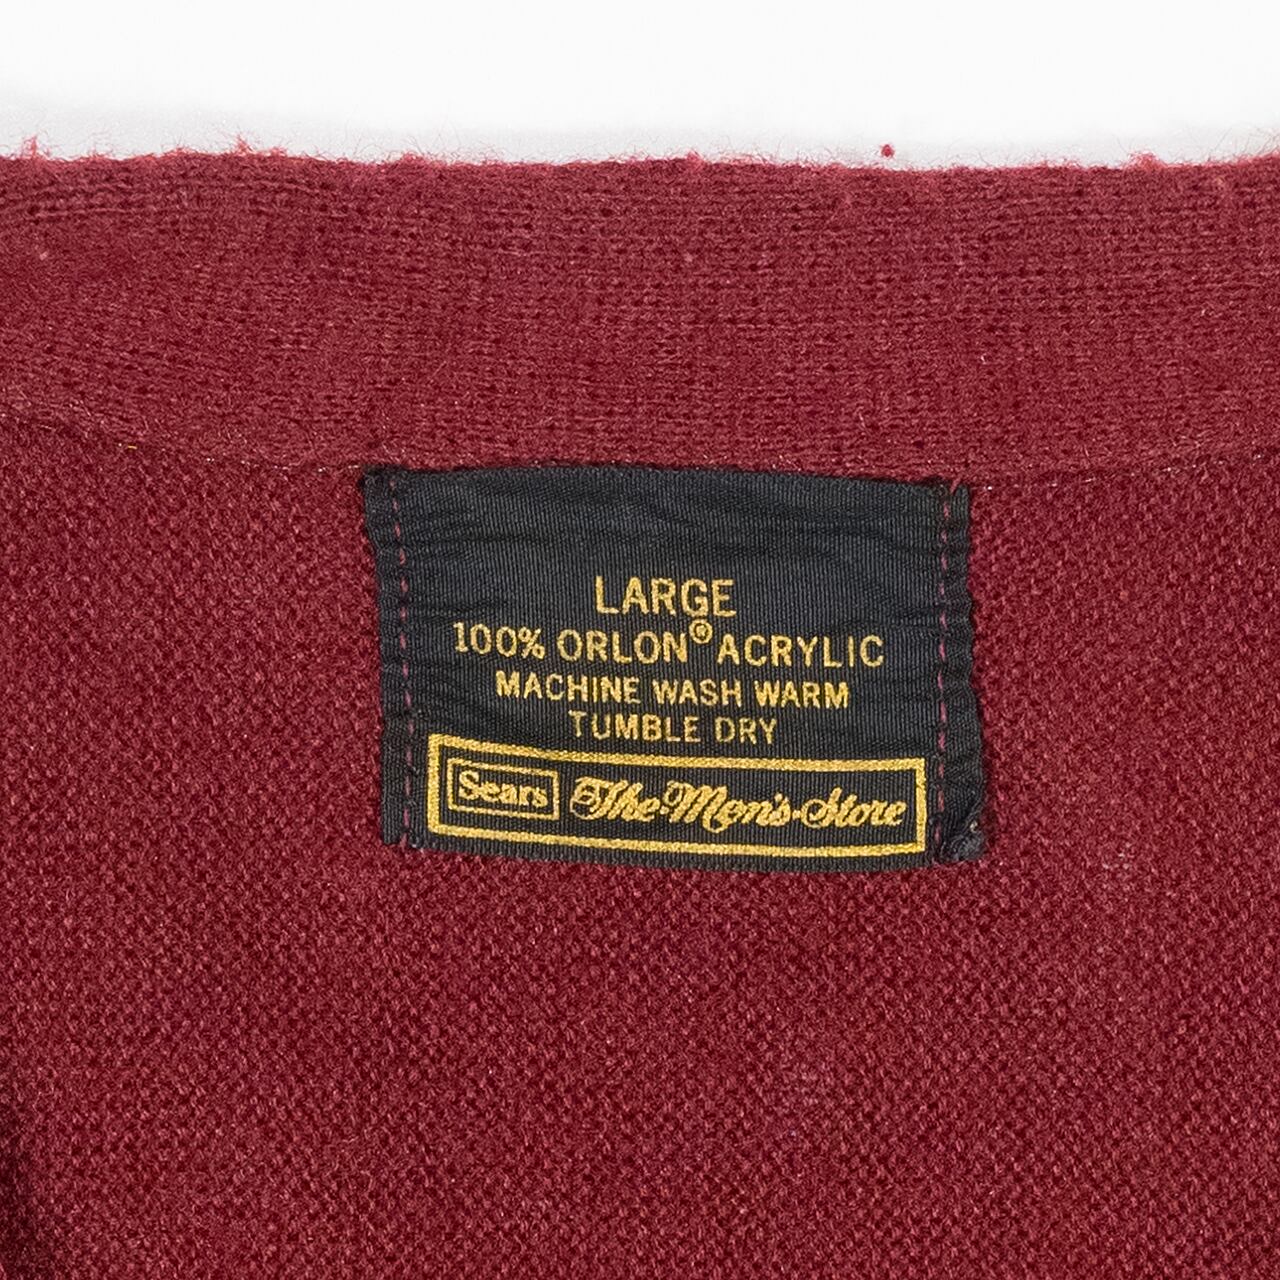 LARGE
100% ORLON® ACRYLIC
MACHINE WASH WARM
TUMBLE DRY
Sears The Men's Store